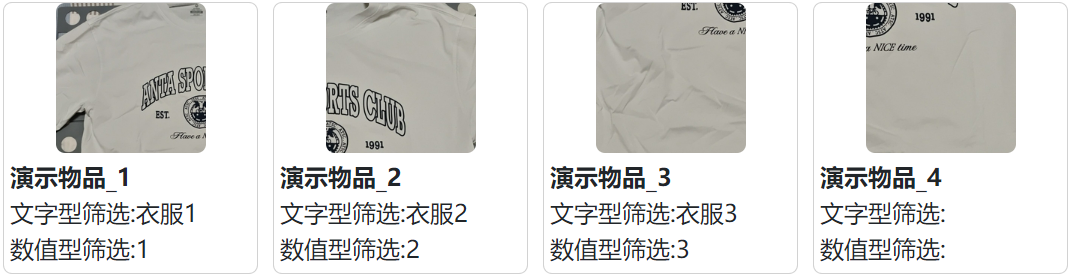 ANTA SPO
EST.
Have a N
演示物品_1
文字型筛选:衣服1
数值型筛选:1
RTS CLUB
1991
演示物品_2
文字型筛选:衣服2
数值型筛选:2
EST.
Have a NIC
演示物品_3
文字型筛选:衣服3
数值型筛选:3
1991
a NICE time
演示物品_4
文字型筛选:
数值型筛选: